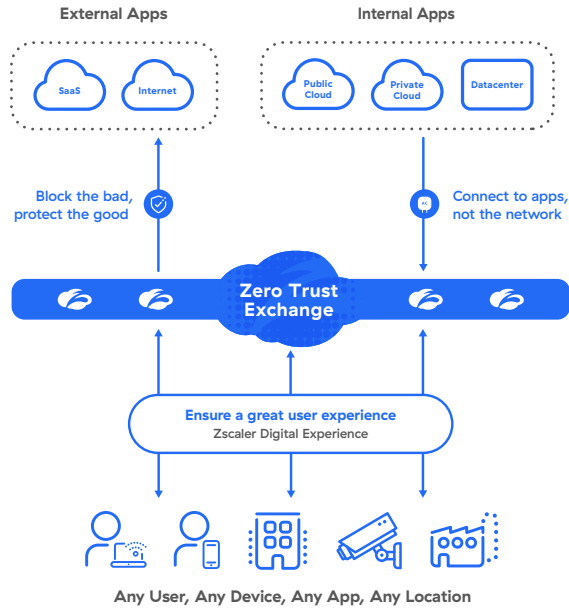 External Apps
Internal Apps
SaaS
Internet
Public
Cloud
Private
Cloud
Datacenter
Block the bad,
protect the good
AC
Connect to apps,
not the network
Zero Trust
Exchange
Ensure a great user experience
Zscaler Digital Experience
Any User, Any Device, Any App, Any Location